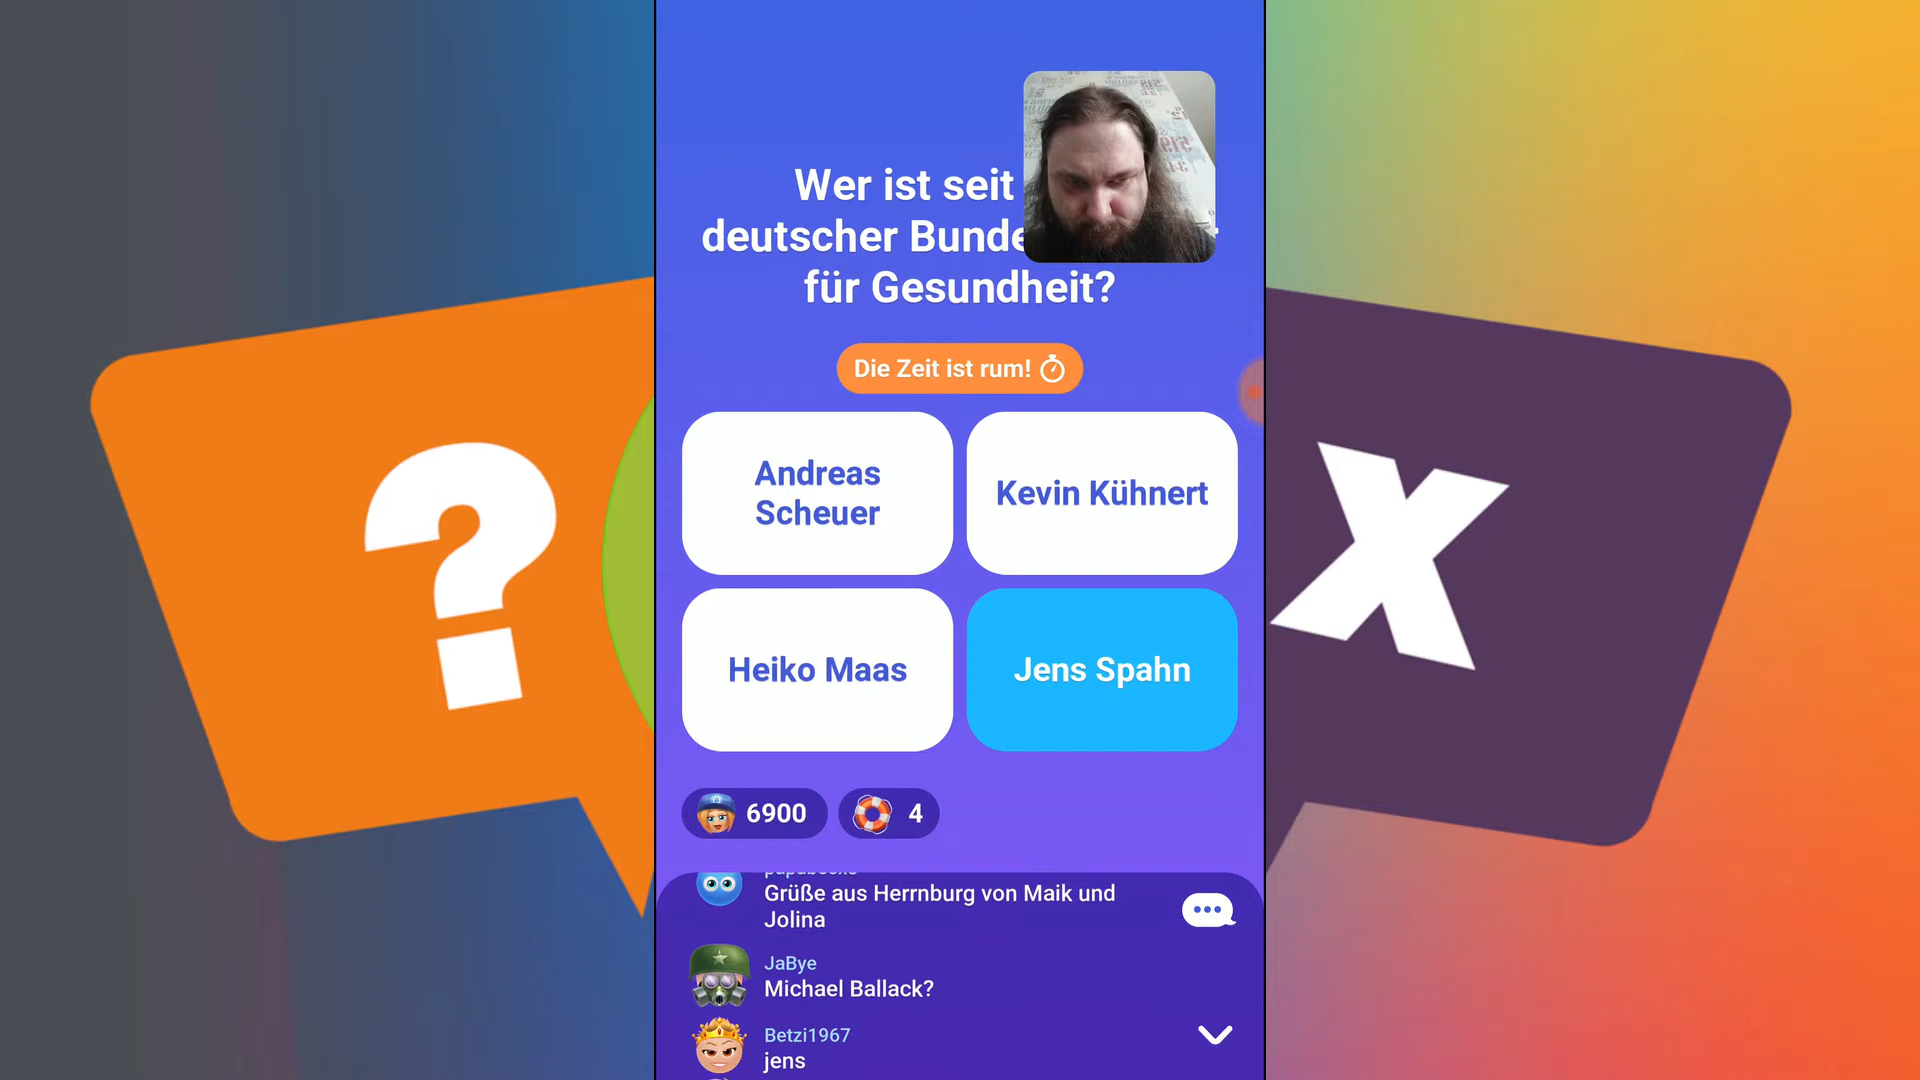 Wer ist seit
deutscher Bunde
für Gesundheit?
Die Zeit ist rum!
Andreas
Scheuer
Kevin Kühnert
Heiko Maas
Jens Spahn
6900
4
Grüße aus Herrnburg von Maik und
Jolina
JaBye
Michael Ballack?
Betzi1967
jens
?
X